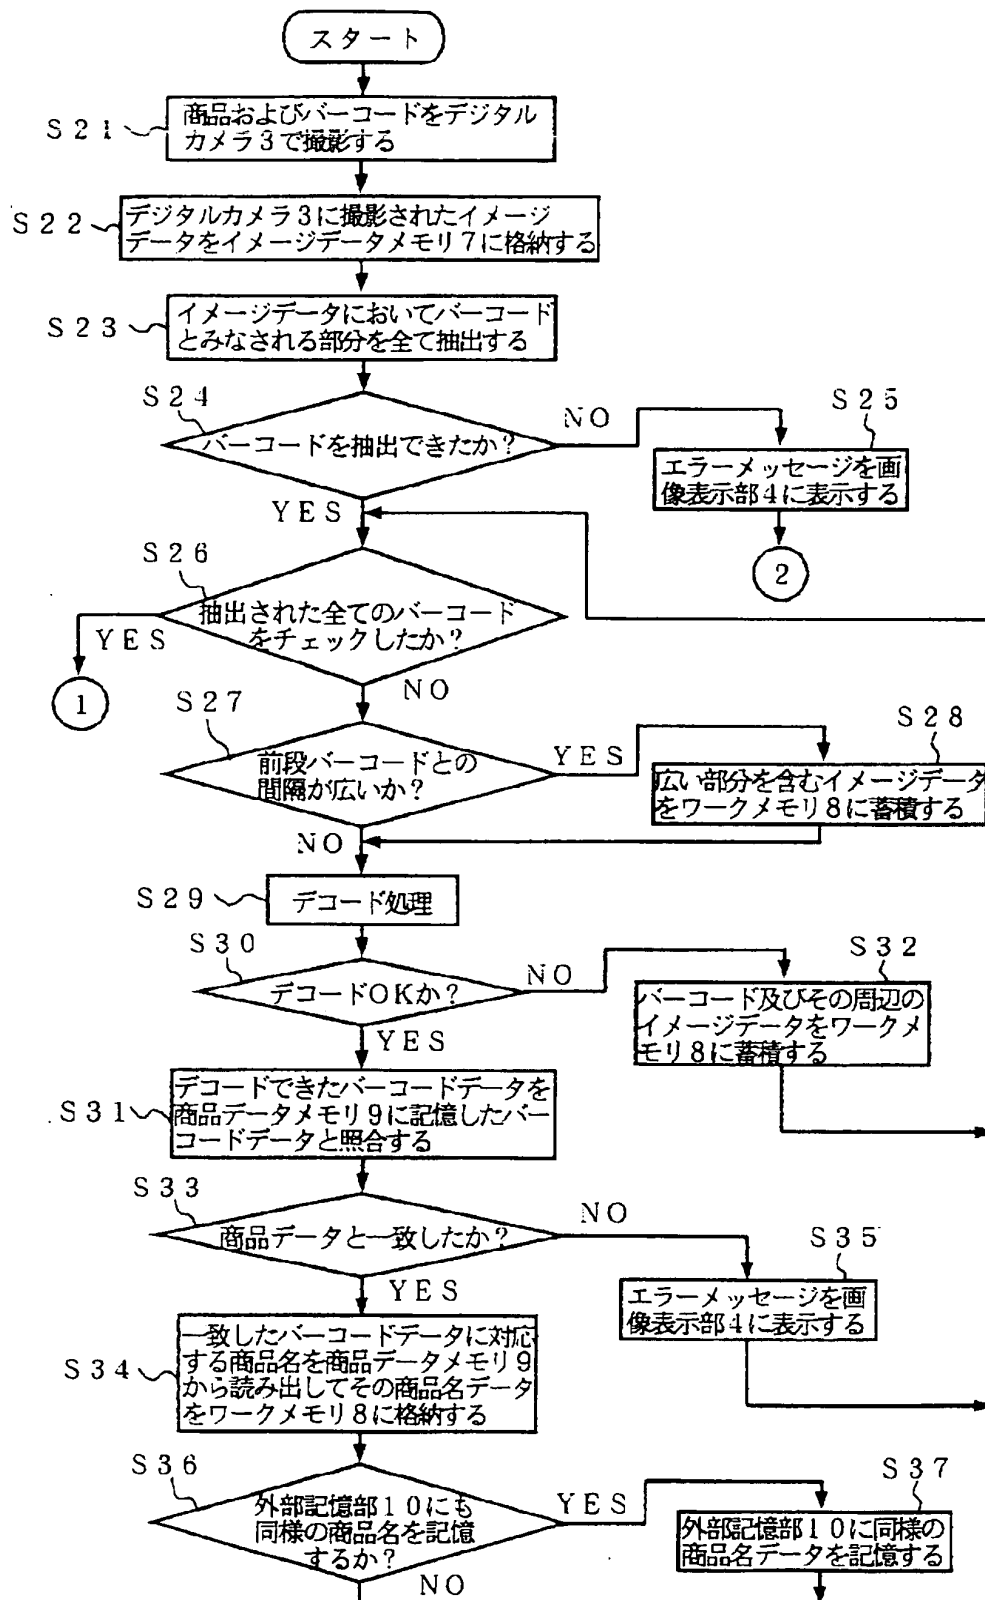 スタート
S21
商品およびバーコードをデジタル
カメラ3で撮影する
S22
デジタルカメラ3に撮影されたイメージ
データをイメージデータメモリ7に格納する
S23
イメージデータにおいてバーコード
とみなされる部分を全て抽出する
S24
バーコードを抽出できたか?
NO
YES
S25
エラーメッセージを画
像表示部4に表示する
2
S26
抽出された全てのバーコード
をチェックしたか?
YES
1
NO
S27
前段バーコードとの
間隔が広いか?
YES
NO
S28
広い部分を含むイメージデータ
をワークメモリ8に蓄積する
S29
デコード処理
S30
デコードOKか?
NO
YES
S32
バーコード及びその周辺の
イメージデータをワークメ
モリ8に蓄積する
S31
デコードできたバーコードデータを
商品データメモリ9に記憶したバー
コードデータと照合する
S33
商品データと一致したか?
NO
YES
S35
エラーメッセージを画
像表示部4に表示する
S34
一致したバーコードデータに対応
する商品名を商品データメモリ9
から読み出してその商品名データ
をワークメモリ8に格納する
S36
外部記憶部10にも
同様の商品名を記憶
するか?
YES
NO
S37
外部記憶部10に同様の
商品名データを記憶する